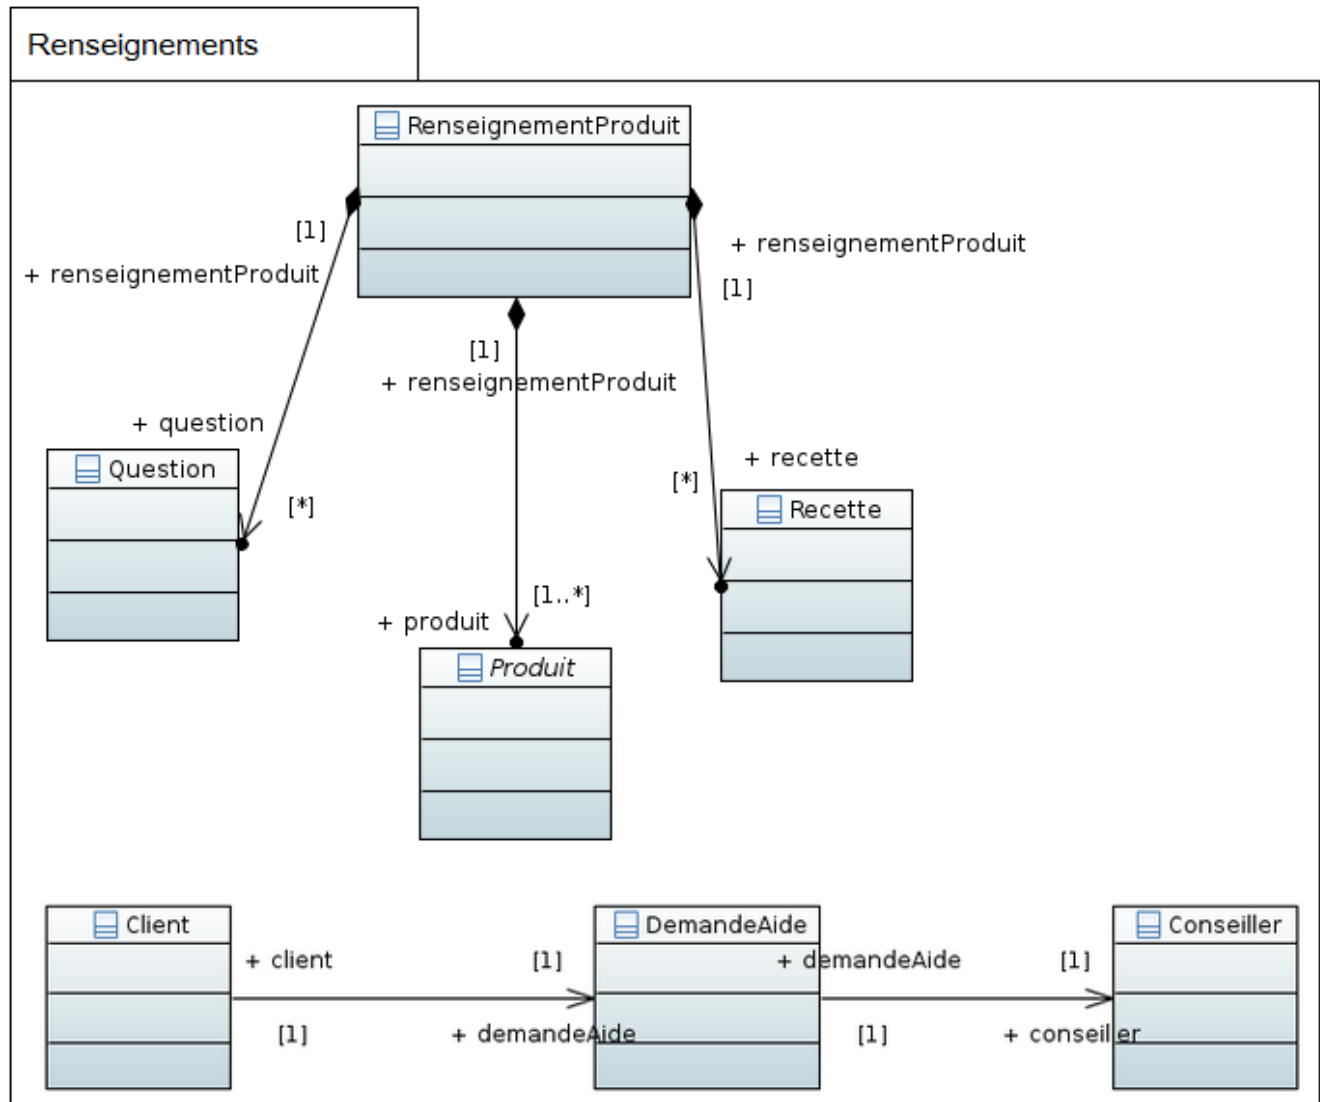 Renseignements
RenseignementProduit
[1]
+ renseignementProduit
+ renseignementProduit
[1]
[1]
+ renseignementProduit
+ question
Question
[*]
+ recette
[*]
Recette
[1..*]
+ produit
Produit
Client
DemandeAide
Conseiller
+ client
[1]
+ demandeAide
[1]
[1]
+ demandeAide
[1]
+ conseiller